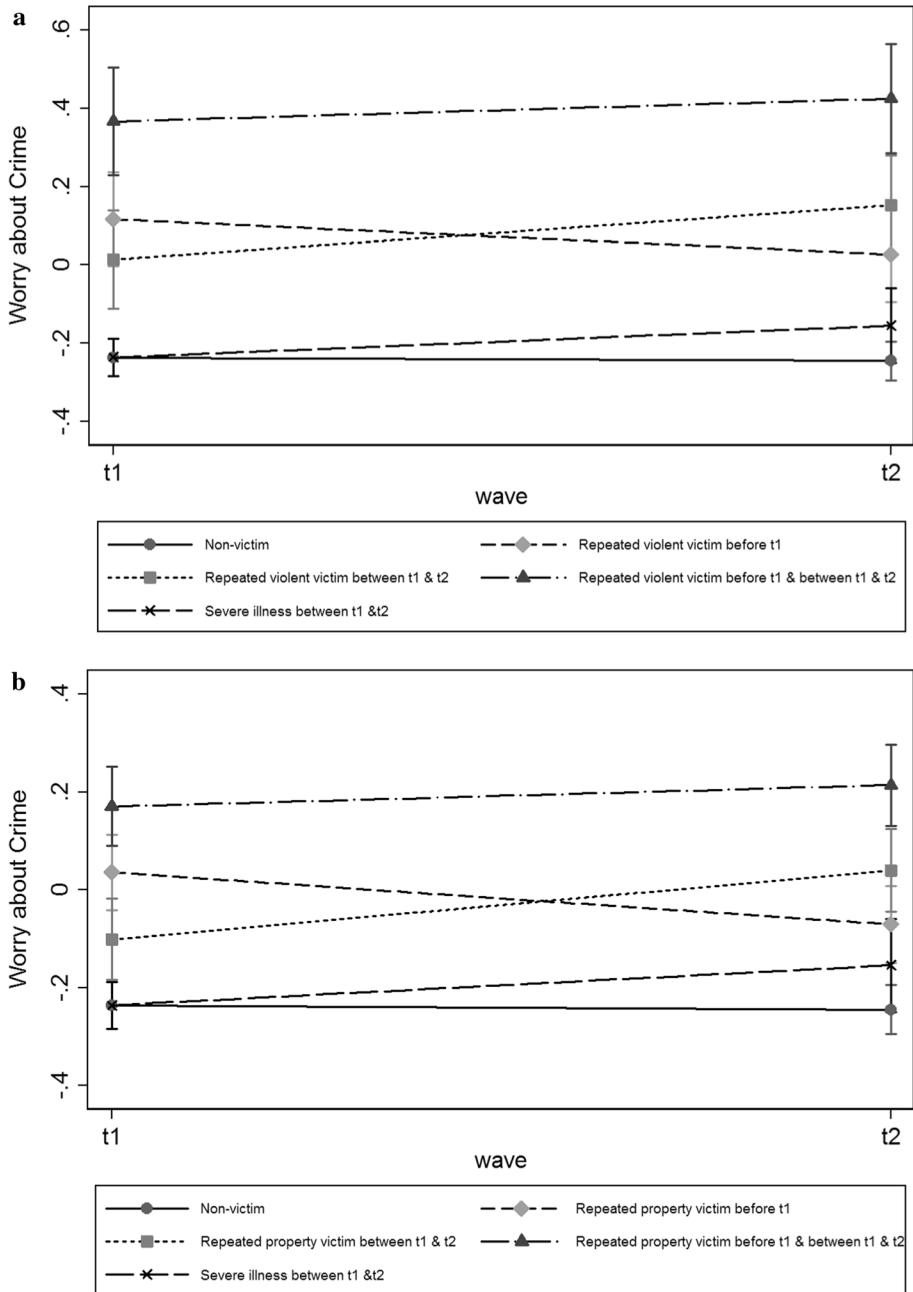 a
.6
.4
.2
0
-.2
-.4
Worry about Crime
t1
t2
wave
Non-victim
Repeated violent victim before t1
Repeated violent victim between t1 & t2
Repeated violent victim before t1 & between t1 & t2
Severe illness between t1 &t2
b
.4
.2
0
-.2
-.4
Worry about Crime
t1
t2
wave
Non-victim
Repeated property victim before t1
Repeated property victim between t1 & t2
Repeated property victim before t1 & between t1 & t2
Severe illness between t1 &t2